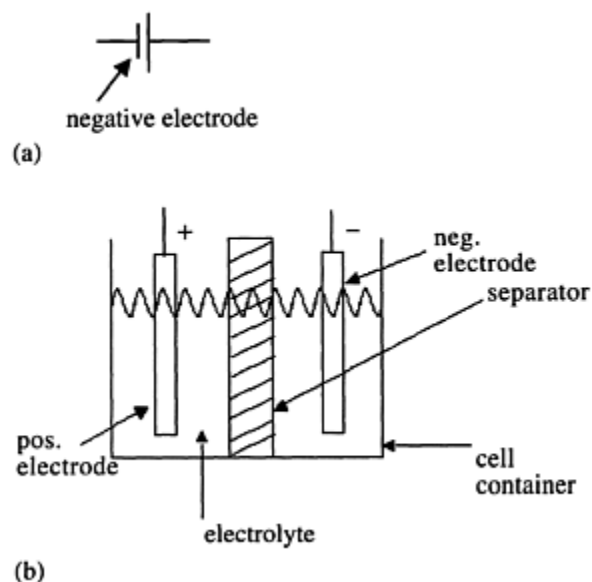 negative electrode
(a)
+
−
neg.
electrode
separator
pos.
electrode
cell
container
electrolyte
(b)